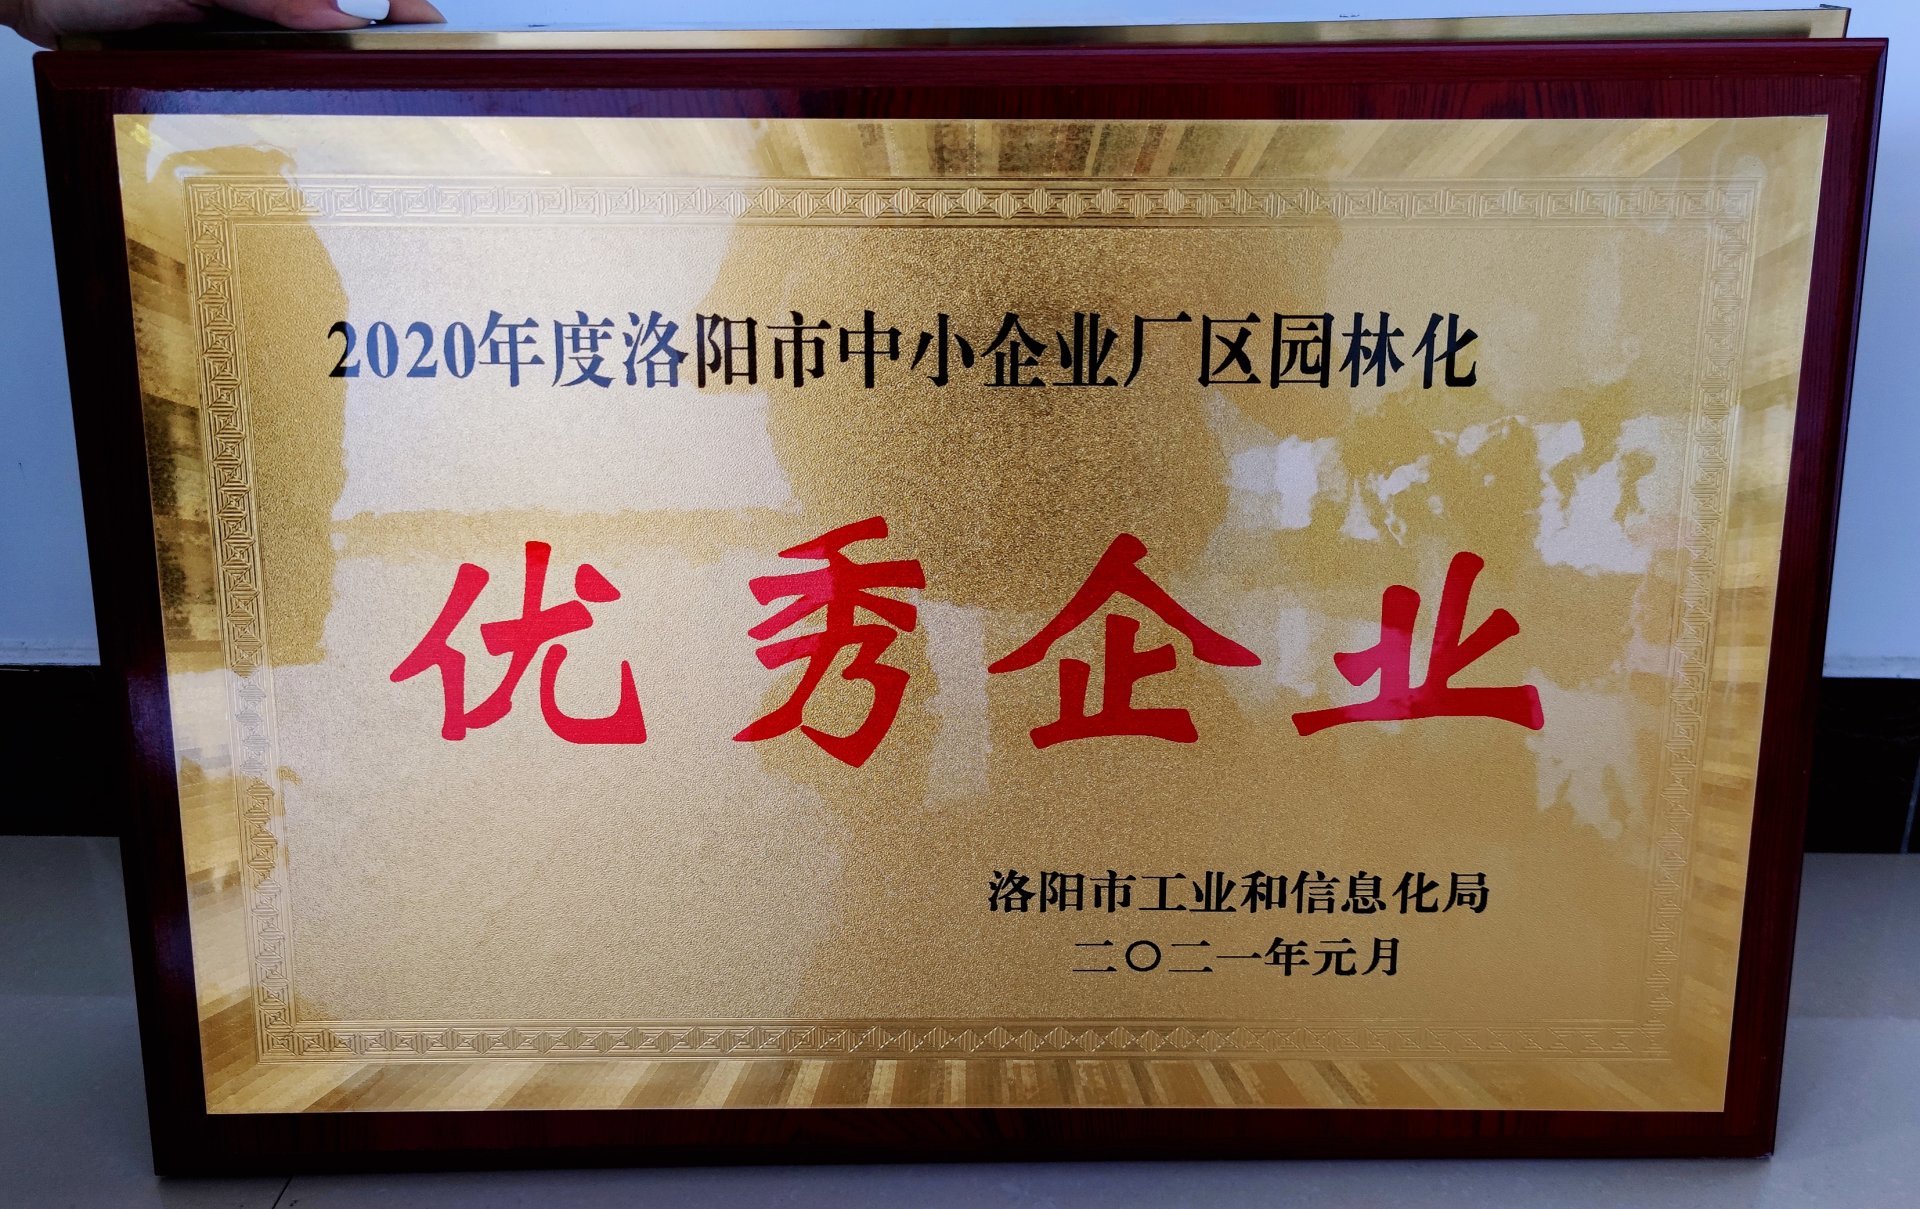 2020年度洛阳市中小企业厂区园林化
优秀企业
洛阳市工业和信息化局
二〇二一年元月